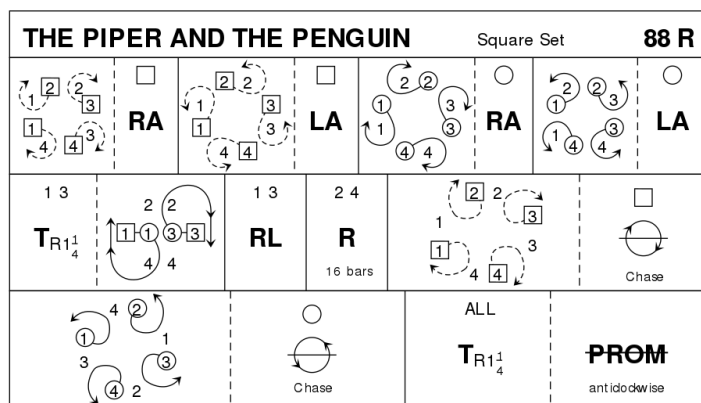 THE PIPER AND THE PENGUIN Square Set 88 R
1 2 2 3 1 4 4 3
RA
1 2 2 3 1 4 4 3
LA
1 2 2 3 1 4 4 3
RA
1 2 2 3 1 4 4 3
LA
1 3
TR1 1/4
2 2
1 1 3 3
4 4
1 3
RL
2 4
R
16 bars
2 2
1 3
1 3
4 4
Chase
4 2
1 1
3 3
4 2
Chase
ALL
TR1 1/4
PROM
anticlockwise